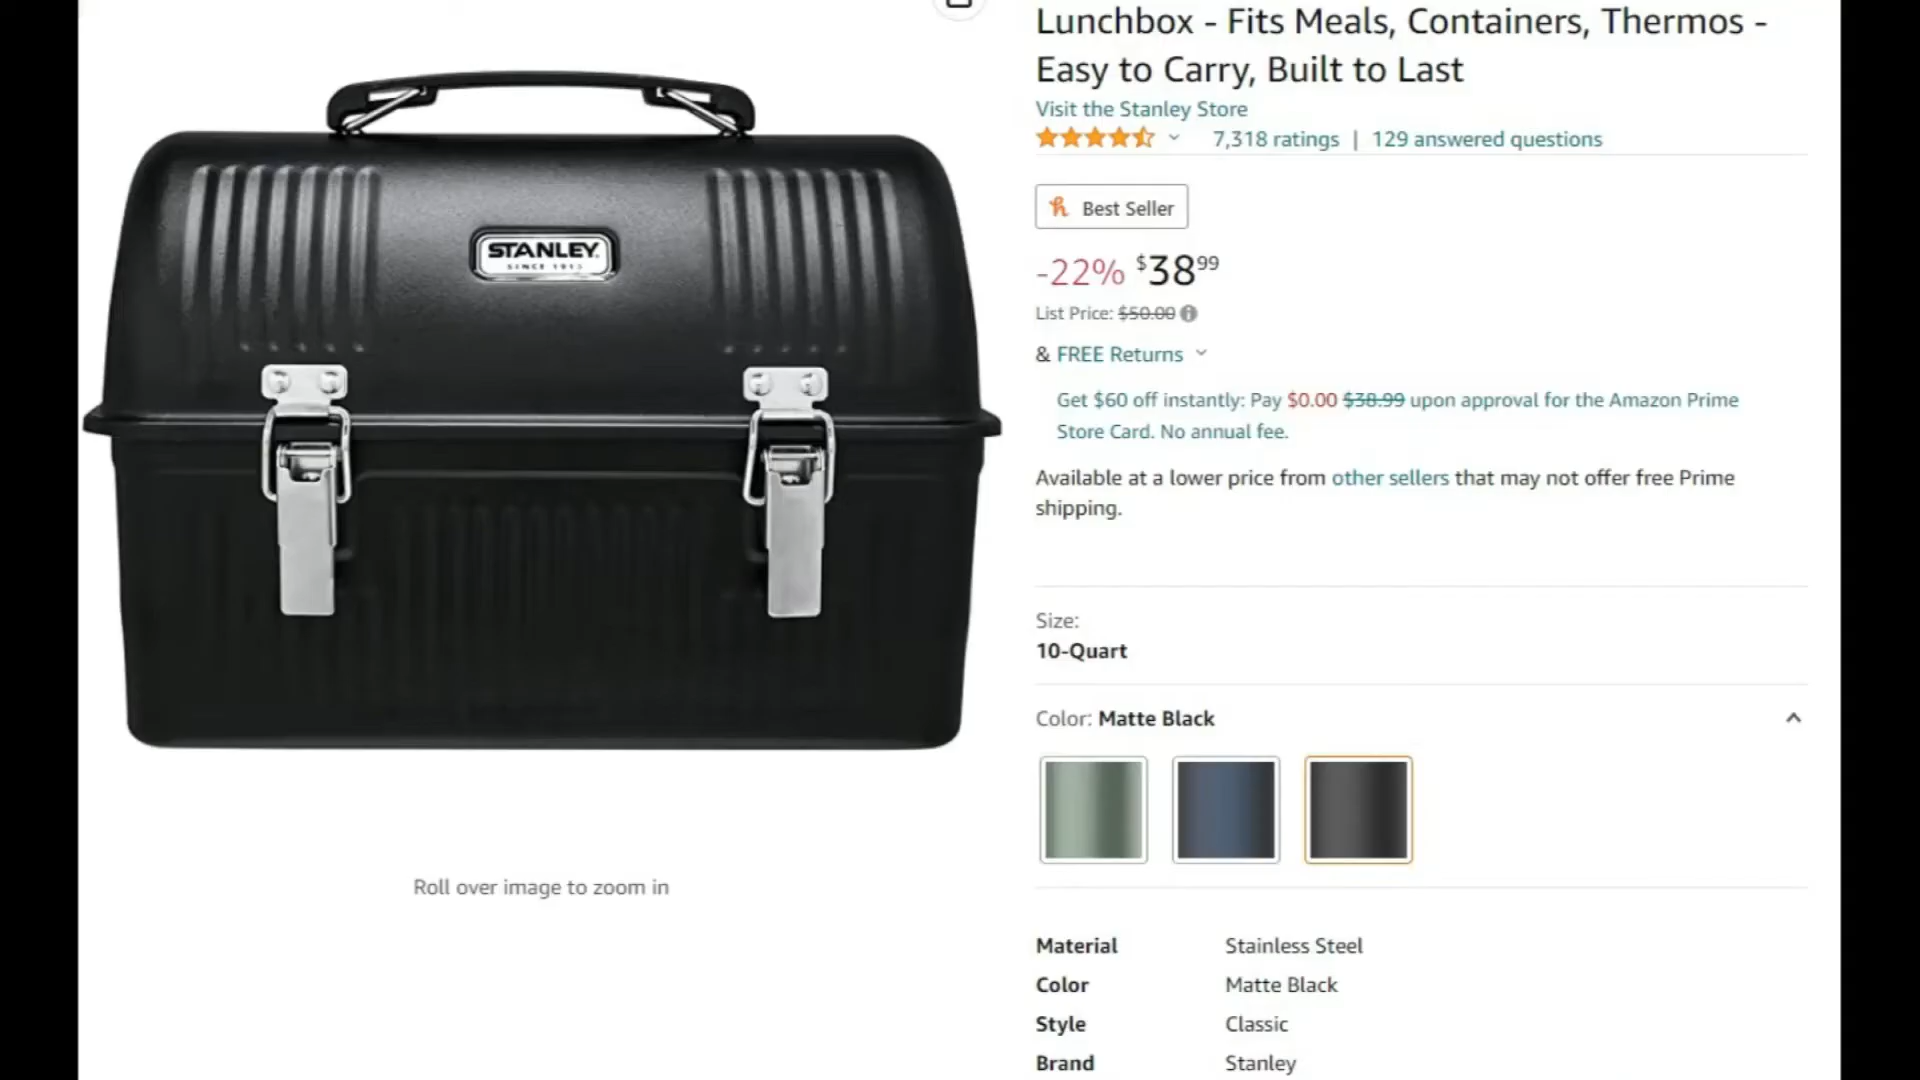 Lunchbox - Fits Meals, Containers, Thermos -
Easy to Carry, Built to Last
Visit the Stanley Store
7,318 ratings | 129 answered questions
Best Seller
-22% $38 99
List Price: $50.00
& FREE Returns
Get $60 off instantly: Pay $0.00 $38.99 upon approval for the Amazon Prime
Store Card. No annual fee.
Available at a lower price from other sellers that may not offer free Prime
shipping.
Size:
10-Quart
Color: Matte Black
Material Stainless Steel
Color Matte Black
Style Classic
Brand Stanley
STANLEY.
SINCE 1913
Roll over image to zoom in